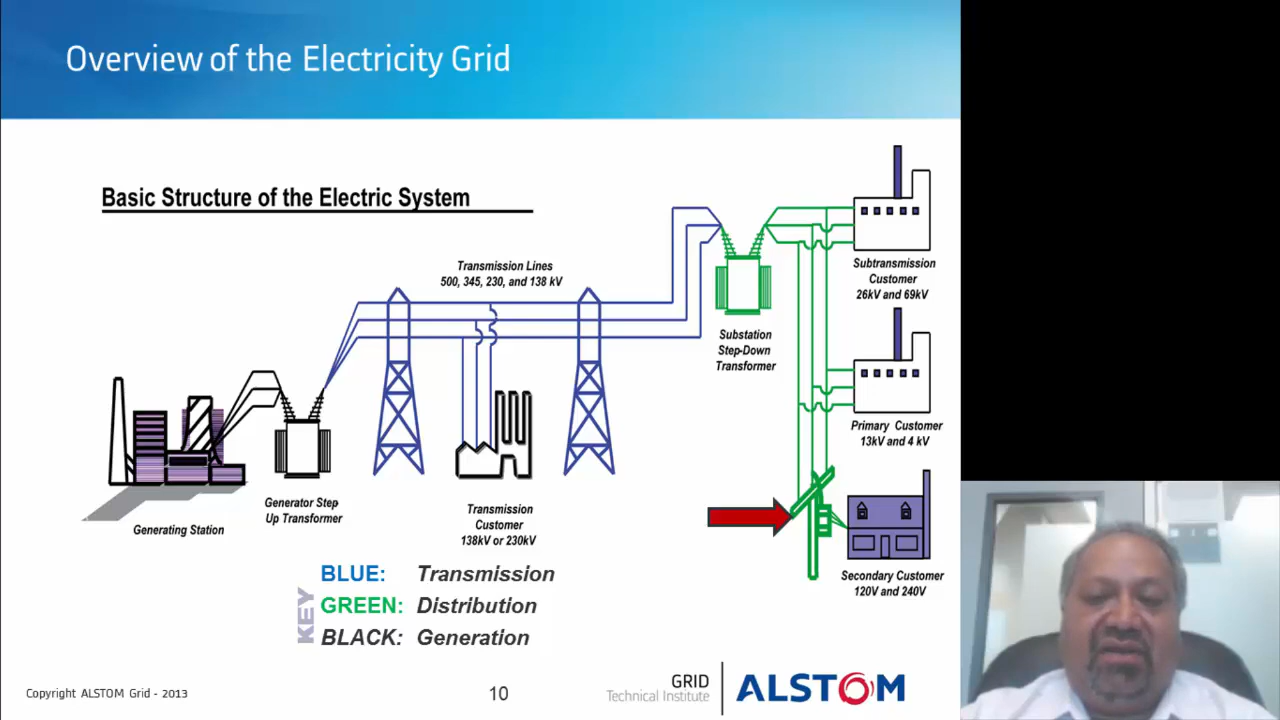 Overview of the Electricity Grid
Basic Structure of the Electric System
Transmission Lines
500, 345, 230, and 138 kV
Subtransmission
Customer
26kV and 69kV
Substation
Step-Down
Transformer
Primary Customer
13kV and 4 kV
Generating Station
Generator Step
Up Transformer
Transmission
Customer
138kV or 230kV
Secondary Customer
120V and 240V
KEY
BLUE: Transmission
GREEN: Distribution
BLACK: Generation
Copyright ALSTOM Grid - 2013
10
GRID
Technical Institute
ALSTOM